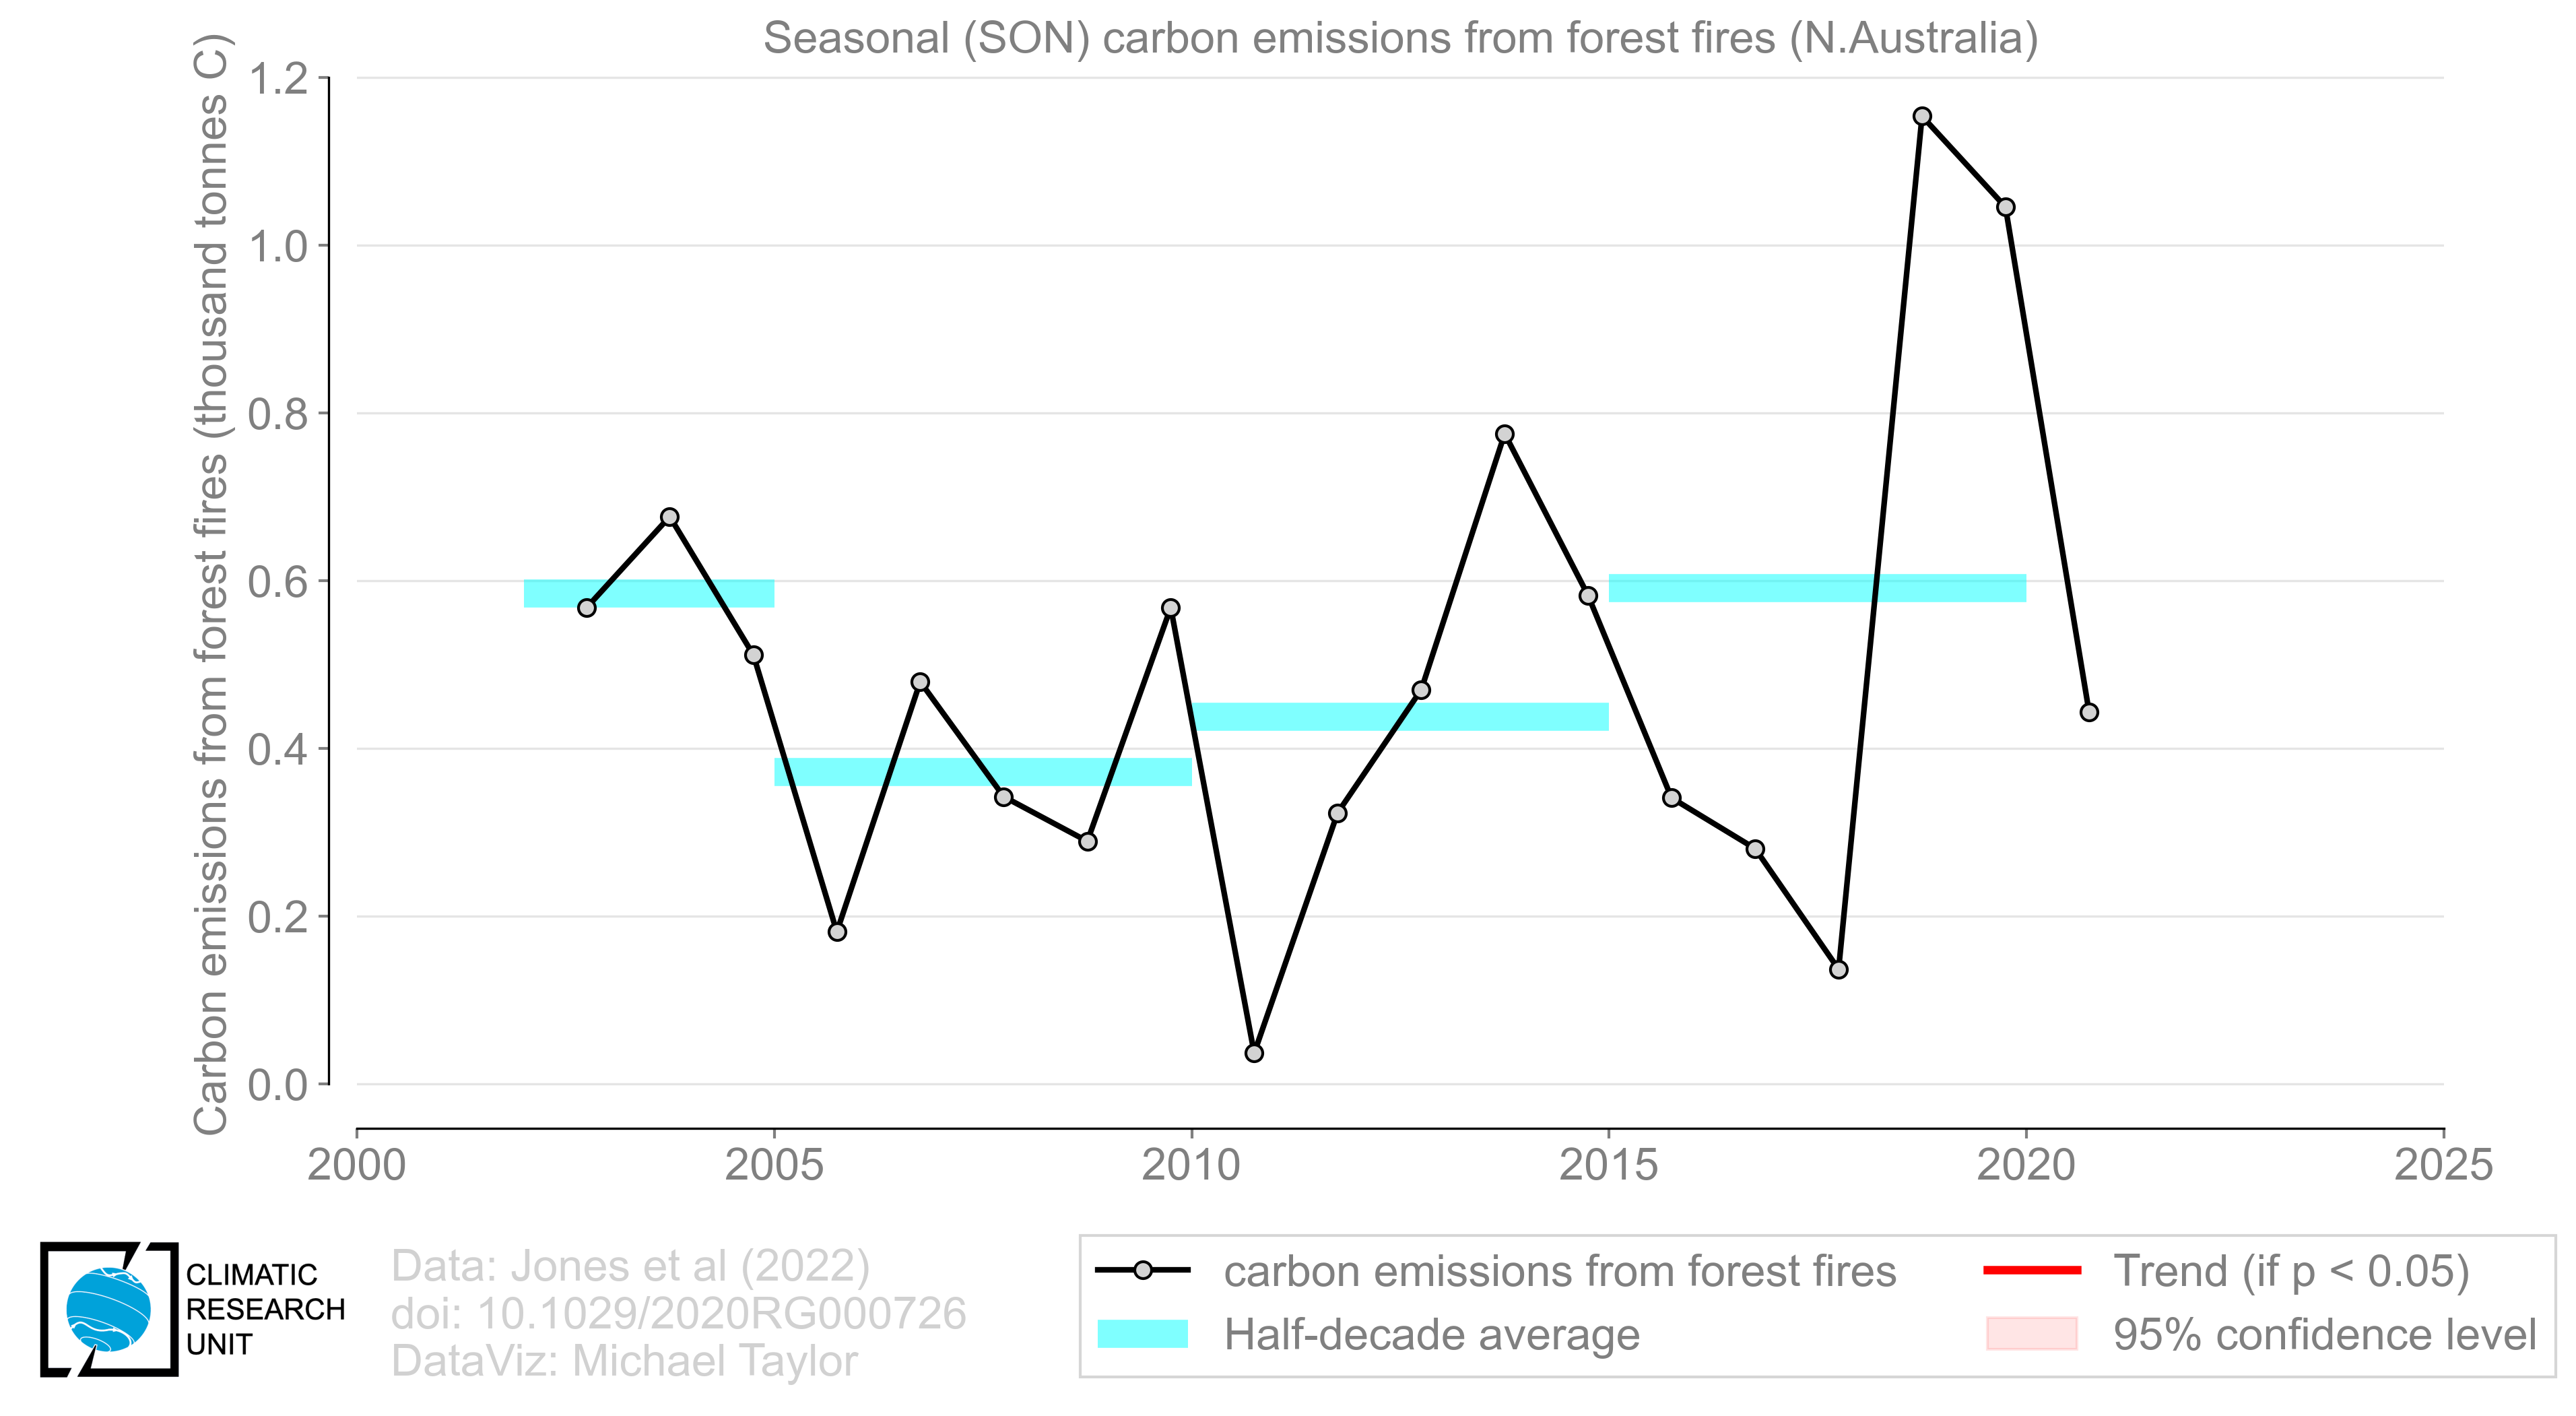 Seasonal (SON) carbon emissions from forest fires (N.Australia)
Carbon emissions from forest fires (thousand tonnes C)
1.2
1.0
0.8
0.6
0.4
0.2
0.0
2000 2005 2010 2015 2020 2025
CLIMATIC
RESEARCH
UNIT
Data: Jones et al (2022)
doi: 10.1029/2020RG000726
DataViz: Michael Taylor
carbon emissions from forest fires
Half-decade average
Trend (if p < 0.05)
95% confidence level